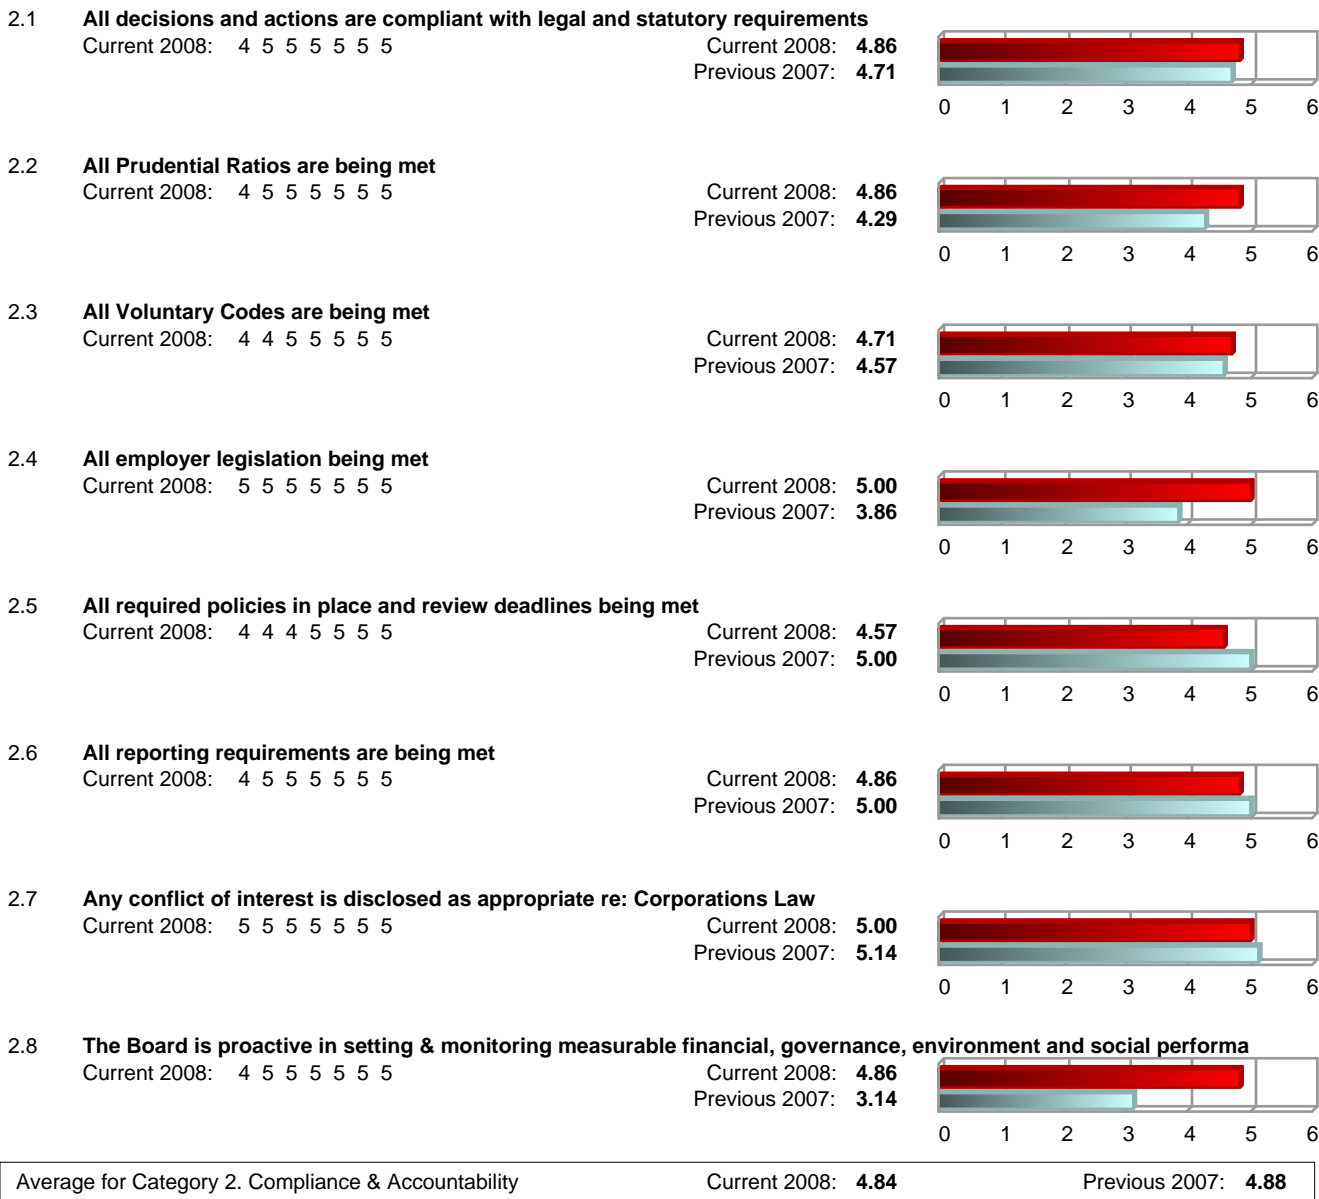 2.1 All decisions and actions are compliant with legal and statutory requirements
Current 2008: 4 5 5 5 5 5 5 Current 2008: 4.86
Previous 2007: 4.71
0 1 2 3 4 5 6
2.2 All Prudential Ratios are being met
Current 2008: 4 5 5 5 5 5 5 Current 2008: 4.86
Previous 2007: 4.29
0 1 2 3 4 5 6
2.3 All Voluntary Codes are being met
Current 2008: 4 4 5 5 5 5 5 Current 2008: 4.71
Previous 2007: 4.57
0 1 2 3 4 5 6
2.4 All employer legislation being met
Current 2008: 5 5 5 5 5 5 5 Current 2008: 5.00
Previous 2007: 3.86
0 1 2 3 4 5 6
2.5 All required policies in place and review deadlines being met
Current 2008: 4 4 4 5 5 5 5 Current 2008: 4.57
Previous 2007: 5.00
0 1 2 3 4 5 6
2.6 All reporting requirements are being met
Current 2008: 4 5 5 5 5 5 5 Current 2008: 4.86
Previous 2007: 5.00
0 1 2 3 4 5 6
2.7 Any conflict of interest is disclosed as appropriate re: Corporations Law
Current 2008: 5 5 5 5 5 5 5 Current 2008: 5.00
Previous 2007: 5.14
0 1 2 3 4 5 6
2.8 The Board is proactive in setting & monitoring measurable financial, governance, environment and social performa
Current 2008: 4 5 5 5 5 5 5 Current 2008: 4.86
Previous 2007: 3.14
0 1 2 3 4 5 6
Average for Category 2. Compliance & Accountability Current 2008: 4.84 Previous 2007: 4.88